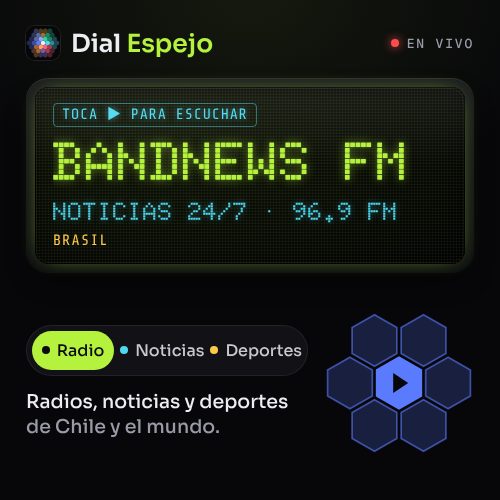 Dial Espejo
EN VIVO
TOCA ▶ PARA ESCUCHAR
BANDNEWS FM
NOTICIAS 24/7 · 96.9 FM
BRASIL
Radio Noticias Deportes
Radios, noticias y deportes
de Chile y el mundo.